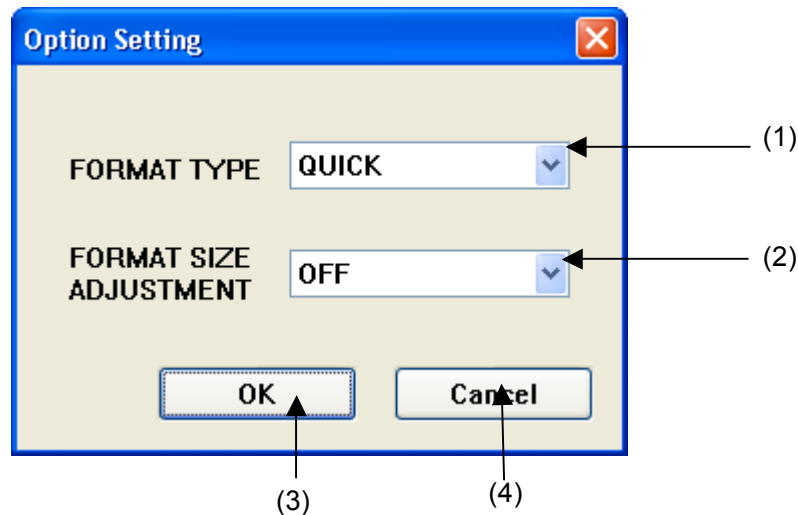 Option Setting
FORMAT TYPE QUICK (1)
FORMAT SIZE
ADJUSTMENT OFF (2)
OK Cancel
(3) (4)